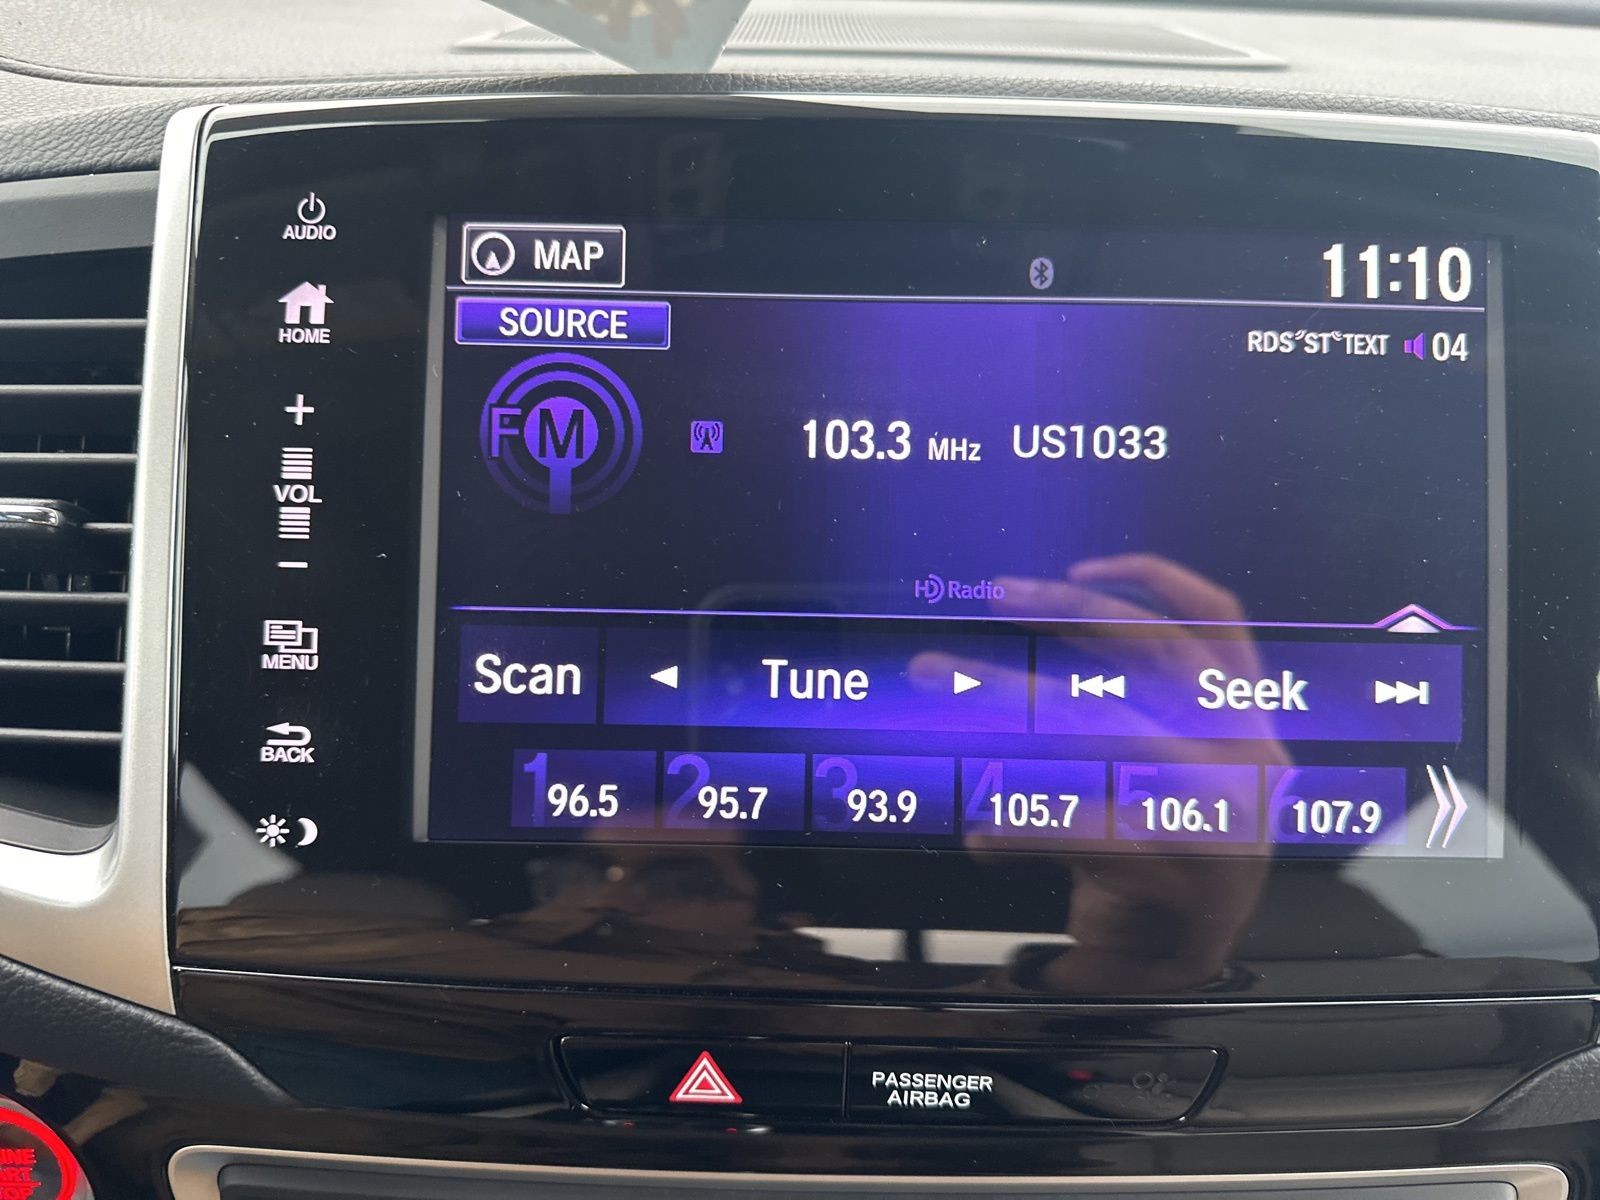 AUDIO
MAP
11:10
HOME
SOURCE
RDS ST TEXT 04
FM
103.3 MHz US1033
+
VOL
−
HD Radio
MENU
Scan Tune Seek
BACK
1 96.5 2 95.7 3 93.9 4 105.7 5 106.1 6 107.9
PASSENGER
AIRBAG